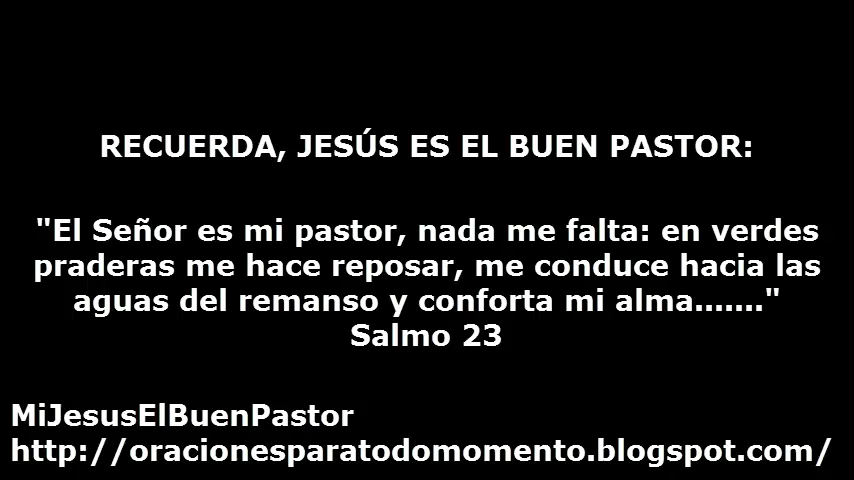 RECUERDA, JESÚS ES EL BUEN PASTOR:
"El Señor es mi pastor, nada me falta: en verdes
praderas me hace reposar, me conduce hacia las
aguas del remanso y conforta mi alma......."
Salmo 23
MiJesusElBuenPastor
http://oracionesparatodomomento.blogspot.com/